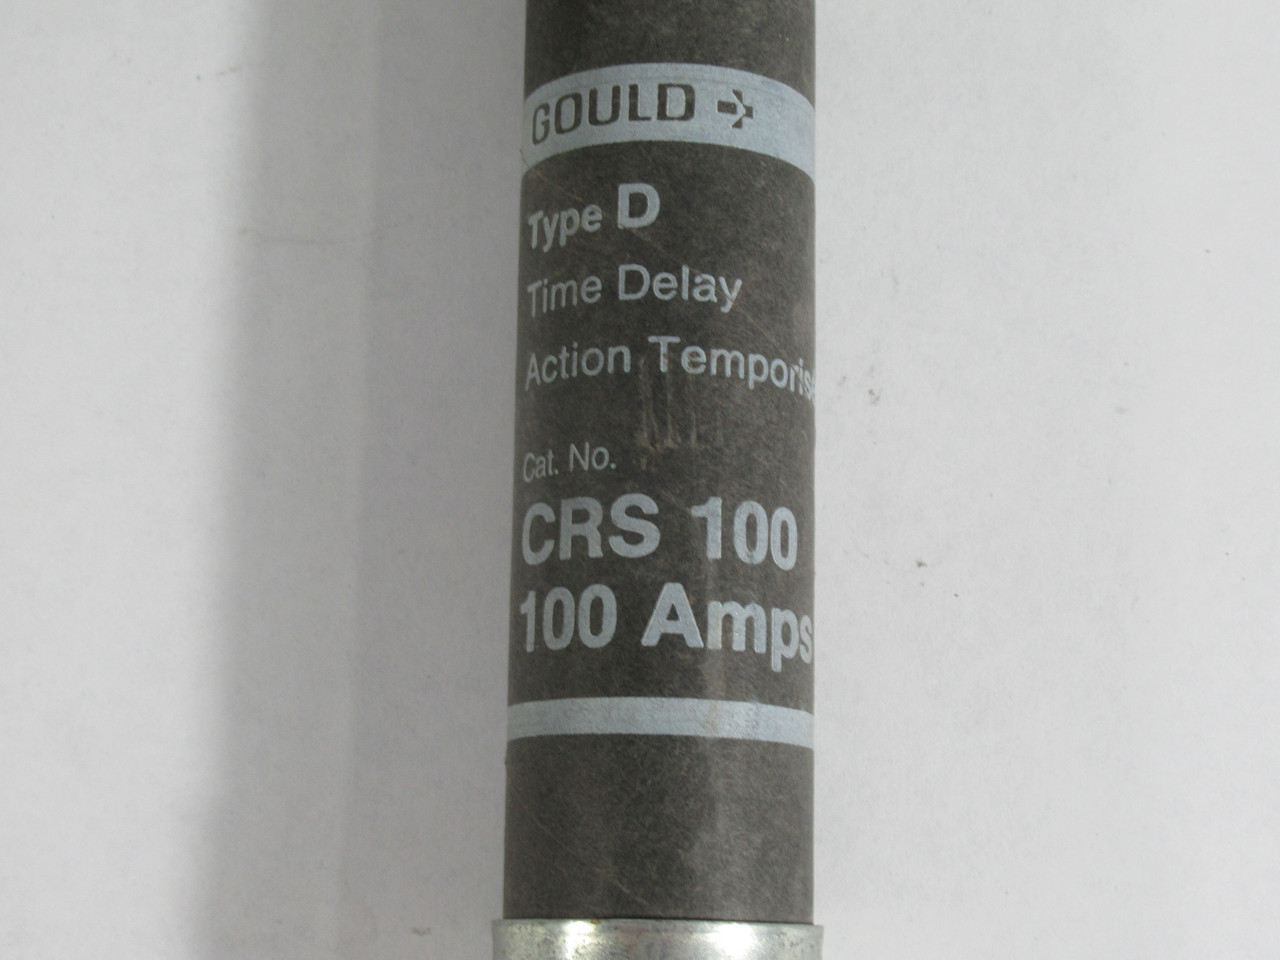 GOULD
Type D
Time Delay
Action Temporis
Cat. No.
CRS 100
100 Amps